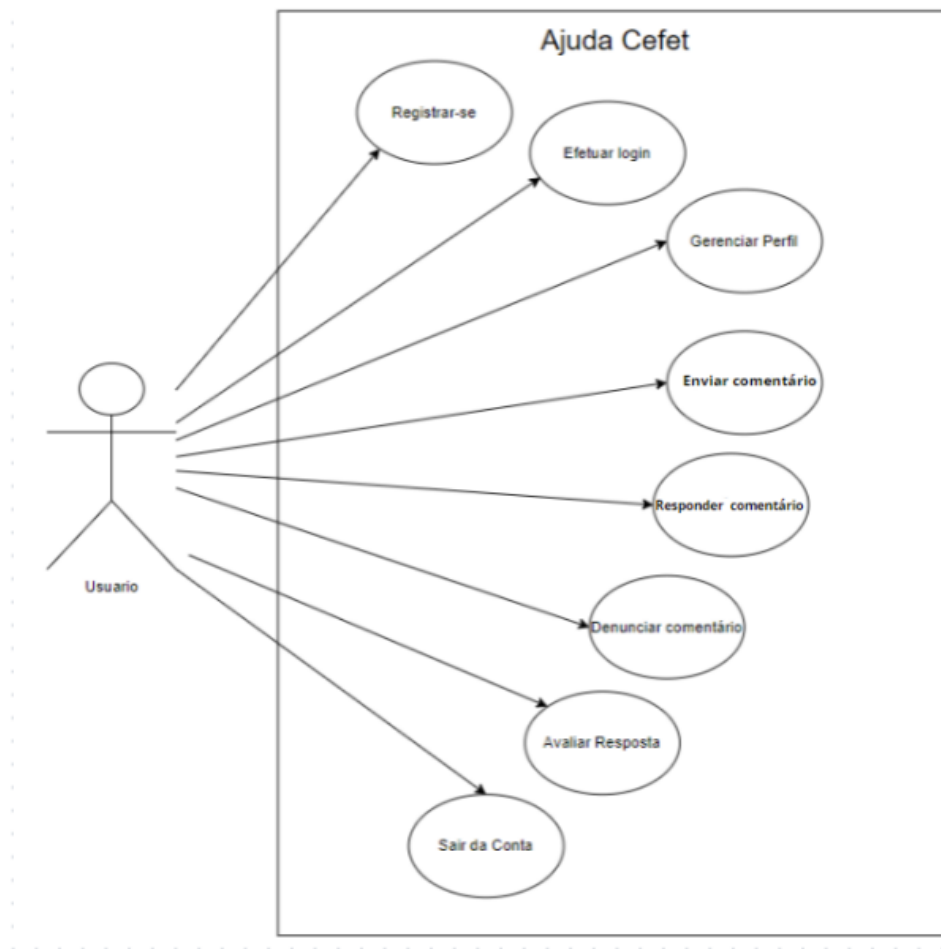 Ajuda Cefet
Registrar-se
Efetuar login
Gerenciar Perfil
Enviar comentário
Responder comentário
Denunciar comentário
Avaliar Resposta
Sair da Conta
Usuario